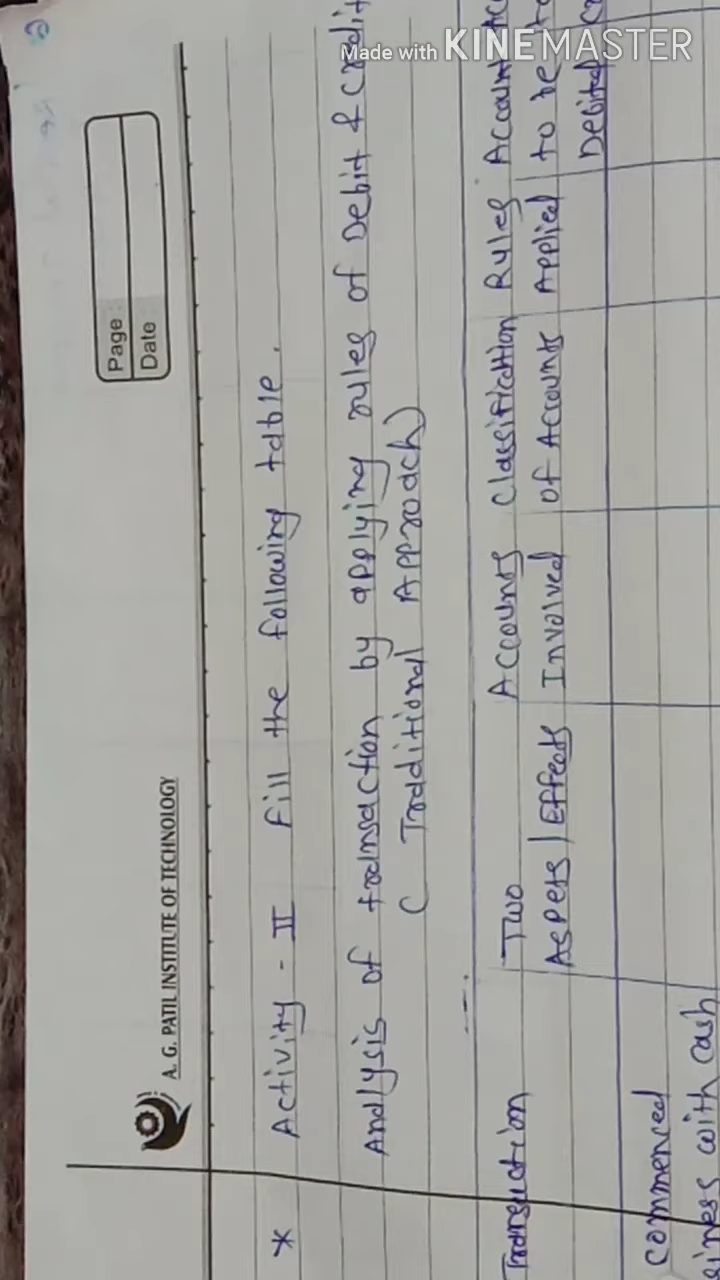 Made with KINEMASTER
A. G. PATIL INSTITUTE OF TECHNOLOGY
Page :
Date :
* Activity - II Fill the following table.
Analysis of transaction by applying rules of Debit & Credit
( Traditional Approach)
Transaction Two Accounts Classification Rules Account
Aspets/Effects Involved of Accounts Applied to be
Debited
commenced
with cash